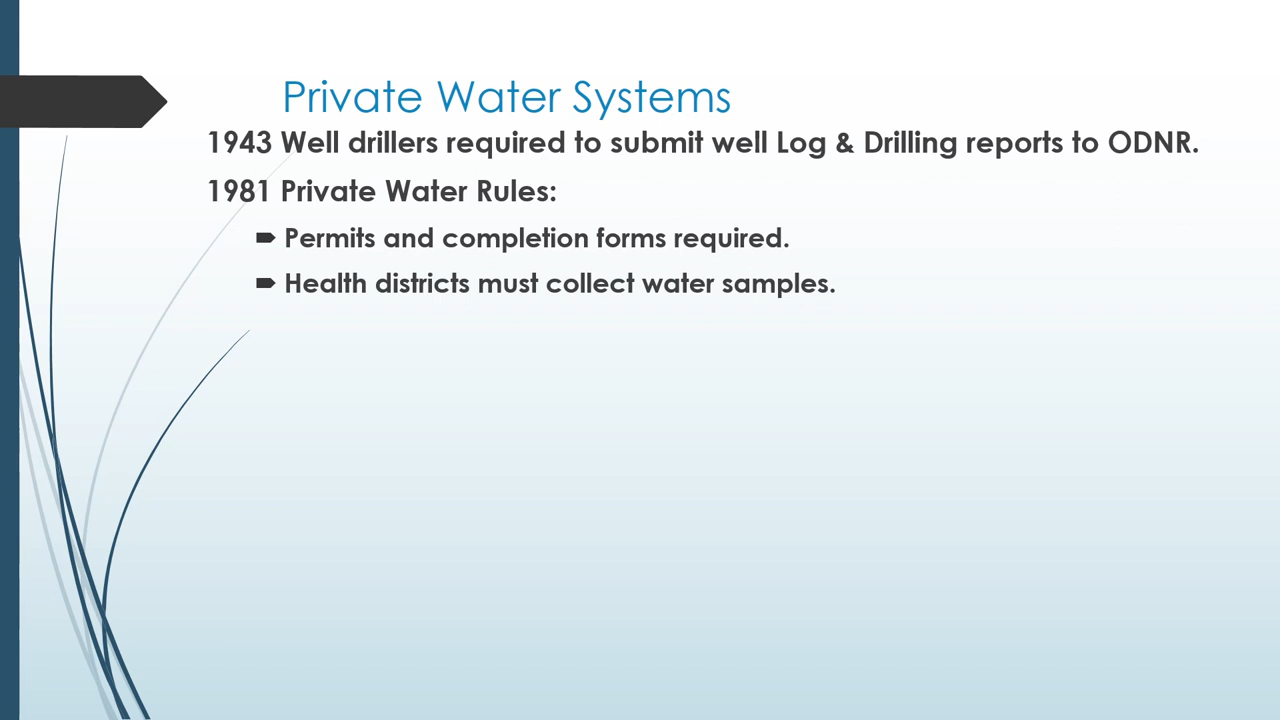 Private Water Systems
1943 Well drillers required to submit well Log & Drilling reports to ODNR.
1981 Private Water Rules:
Permits and completion forms required.
Health districts must collect water samples.